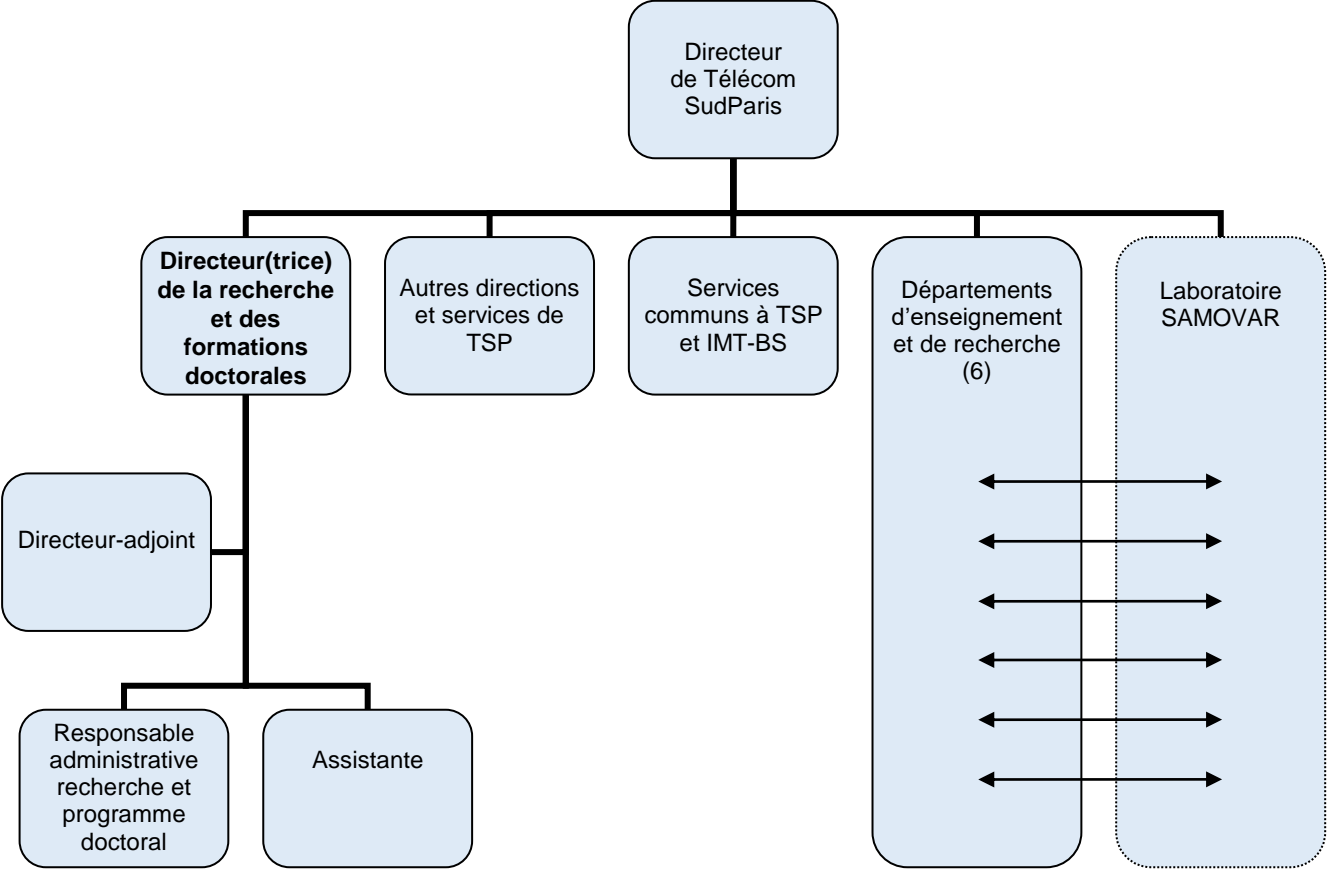 Directeur
de Télécom
SudParis
Directeur(trice)
de la recherche
et des
formations
doctorales
Autres directions
et services de
TSP
Services
communs à TSP
et IMT-BS
Départements
d’enseignement
et de recherche
(6)
Laboratoire
SAMOVAR
Directeur-adjoint
Responsable
administrative
recherche et
programme
doctoral
Assistante